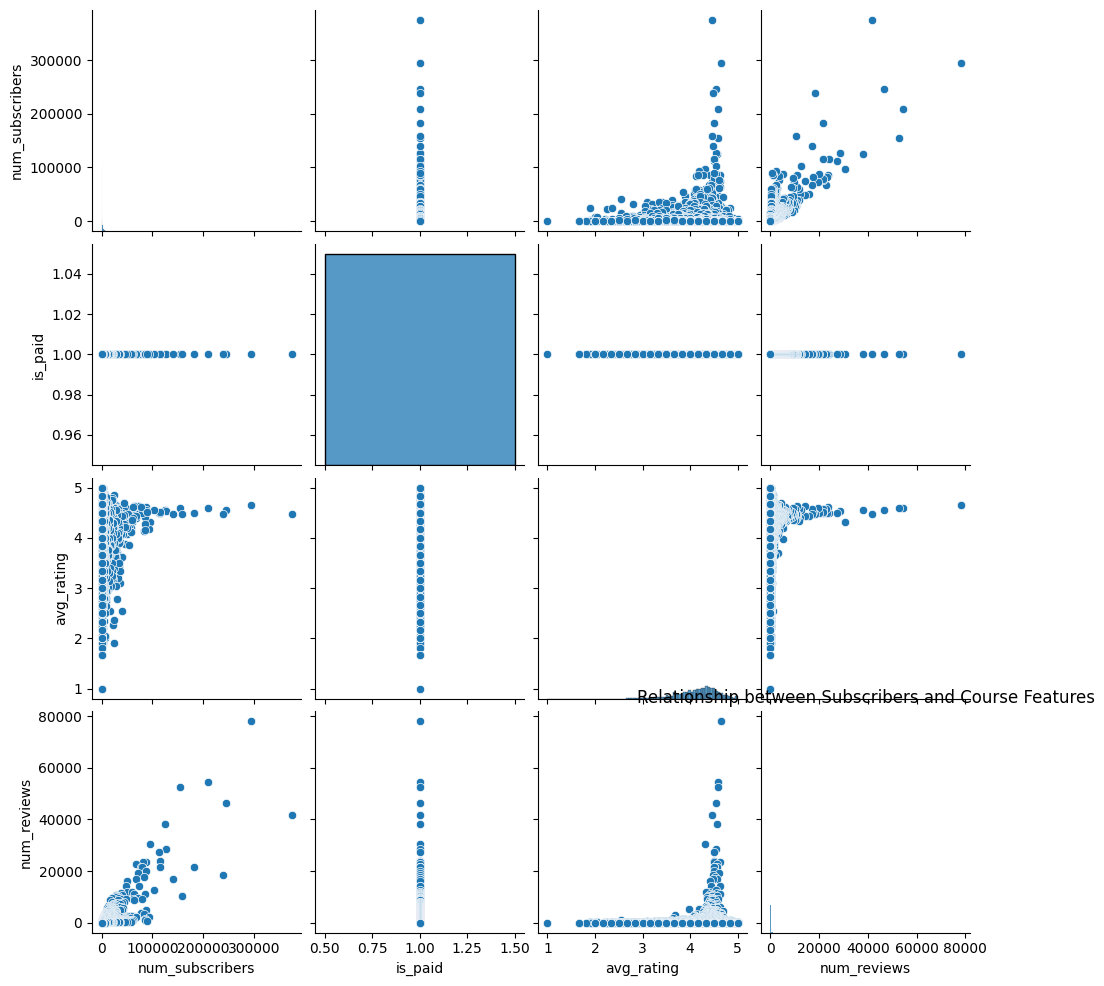 300000
200000
100000
0
num_subscribers
1.04
1.02
1.00
0.98
0.96
is_paid
5
4
3
2
1
avg_rating
Relationship between Subscribers and Course Features
80000
60000
40000
20000
0
num_reviews
0 100000 200000 300000
num_subscribers
0.50 0.75 1.00 1.25 1.50
is_paid
1 2 3 4 5
avg_rating
0 20000 40000 60000 80000
num_reviews